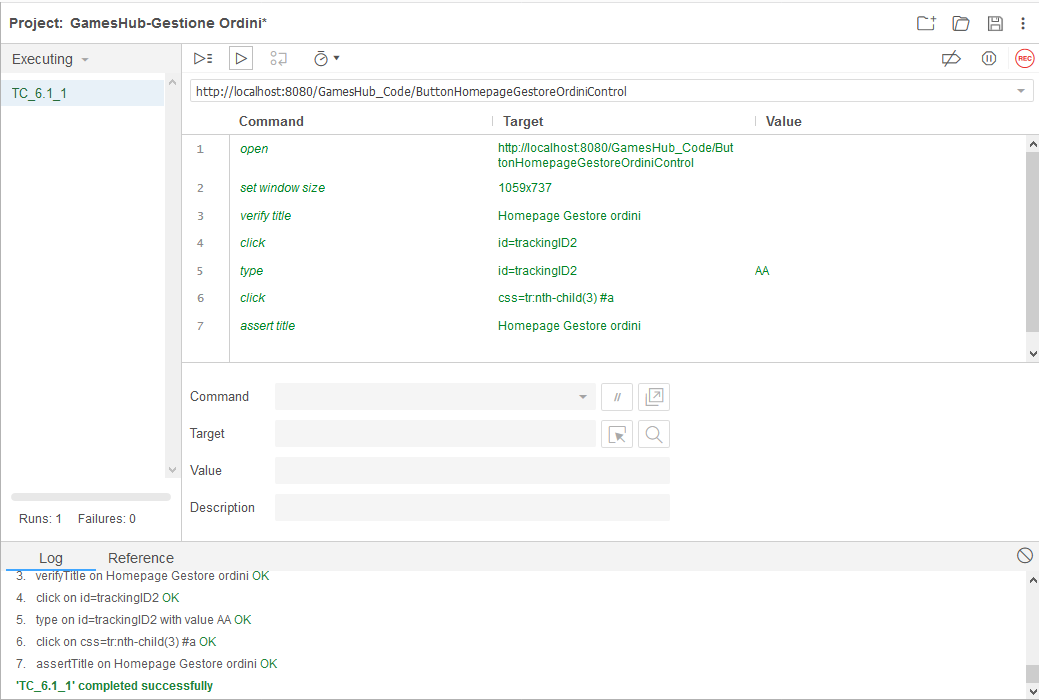 Project: GamesHub-Gestione Ordini*
Executing
TC_6.1_1
REC
http://localhost:8080/GamesHub_Code/ButtonHomepageGestoreOrdiniControl
Command Target Value
1 open http://localhost:8080/GamesHub_Code/But
tonHomepageGestoreOrdiniControl
2 set window size 1059x737
3 verify title Homepage Gestore ordini
4 click id=trackingID2
5 type id=trackingID2 AA
6 click css=tr:nth-child(3) #a
7 assert title Homepage Gestore ordini
Command //
Target
Value
Description
Runs: 1 Failures: 0
Log Reference
3. verifyTitle on Homepage Gestore ordini OK
4. click on id=trackingID2 OK
5. type on id=trackingID2 with value AA OK
6. click on css=tr:nth-child(3) #a OK
7. assertTitle on Homepage Gestore ordini OK
'TC_6.1_1' completed successfully